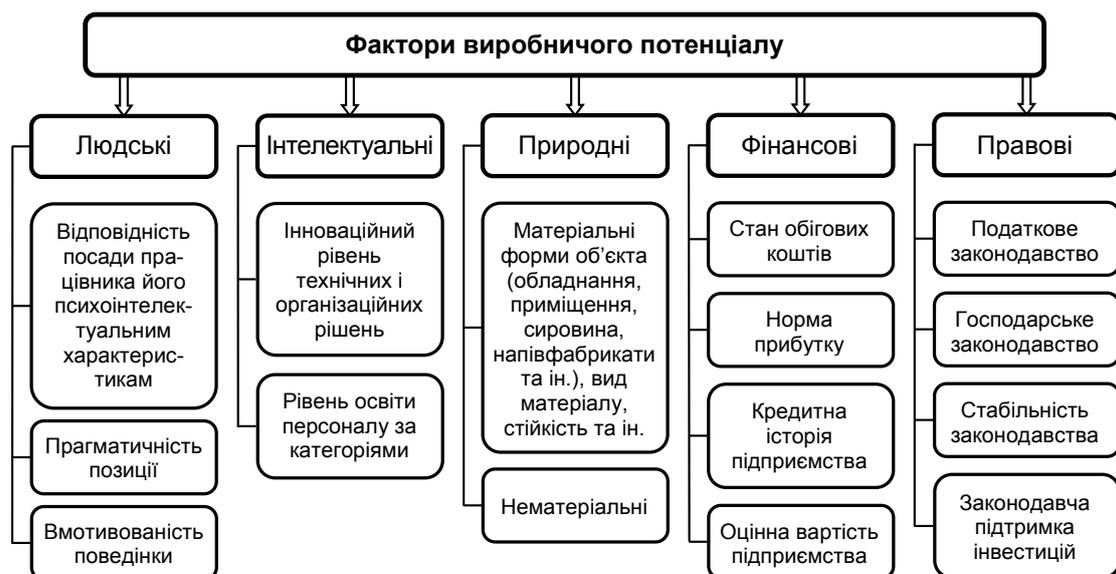 Фактори виробничого потенціалу
Людські
Відповідність
посади пра-
цівника його
психоінтелек-
туальним
характерис-
тикам
Прагматичність
позиції
Вмотивованість
поведінки
Інтелектуальні
Інноваційний
рівень
технічних і
організаційних
рішень
Рівень освіти
персоналу за
категоріями
Природні
Матеріальні
форми об’єкта
(обладнання,
приміщення,
сировина,
напівфабрикати
та ін.), вид
матеріалу,
стійкість та ін.
Нематеріальні
Фінансові
Стан обігових
коштів
Норма
прибутку
Кредитна
історія
підприємства
Оцінна вартість
підприємства
Правові
Податкове
законодавство
Господарське
законодавство
Стабільність
законодавства
Законодавча
підтримка
інвестицій